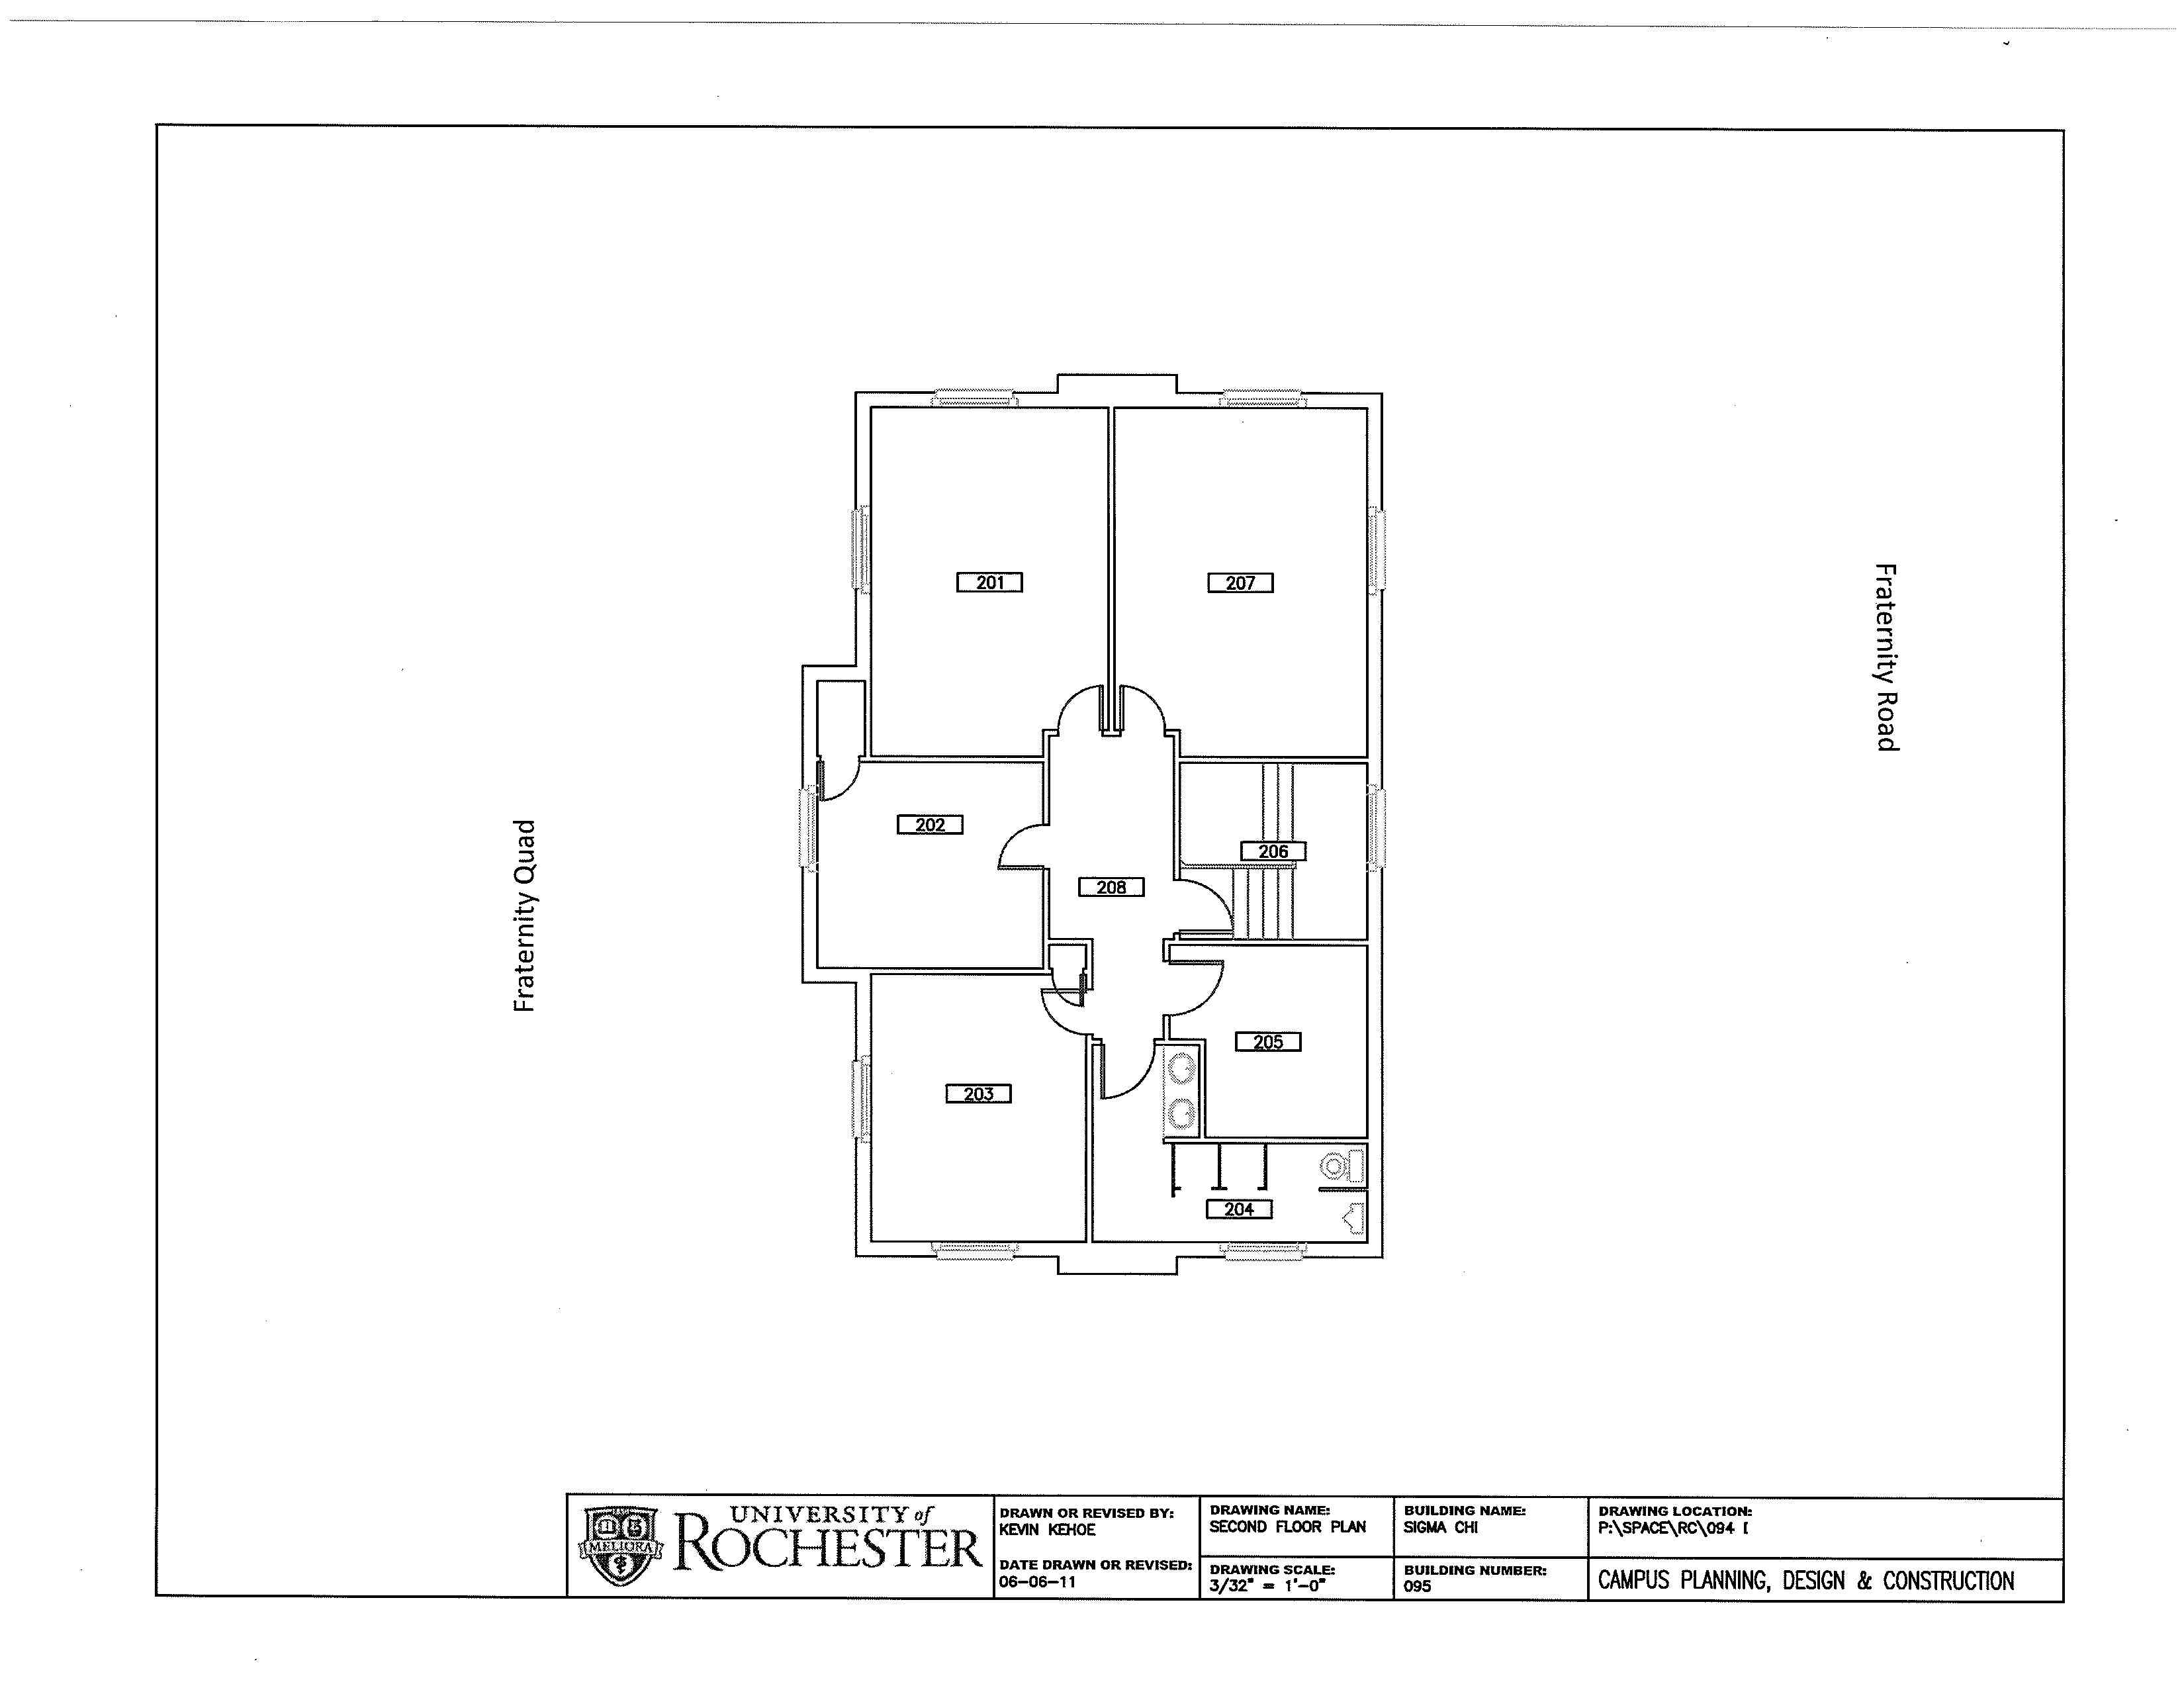 201
207
Fraternity Road
202
206
Fraternity Quad
208
205
203
204
MELIORA
UNIVERSITY of
ROCHESTER
DRAWN OR REVISED BY:
KEVIN KEHOE
DATE DRAWN OR REVISED:
06-06-11
DRAWING NAME:
SECOND FLOOR PLAN
DRAWING SCALE:
3/32" = 1'-0"
BUILDING NAME:
SIGMA CHI
BUILDING NUMBER:
095
DRAWING LOCATION:
P:\SPACE\RC\094
CAMPUS PLANNING, DESIGN & CONSTRUCTION